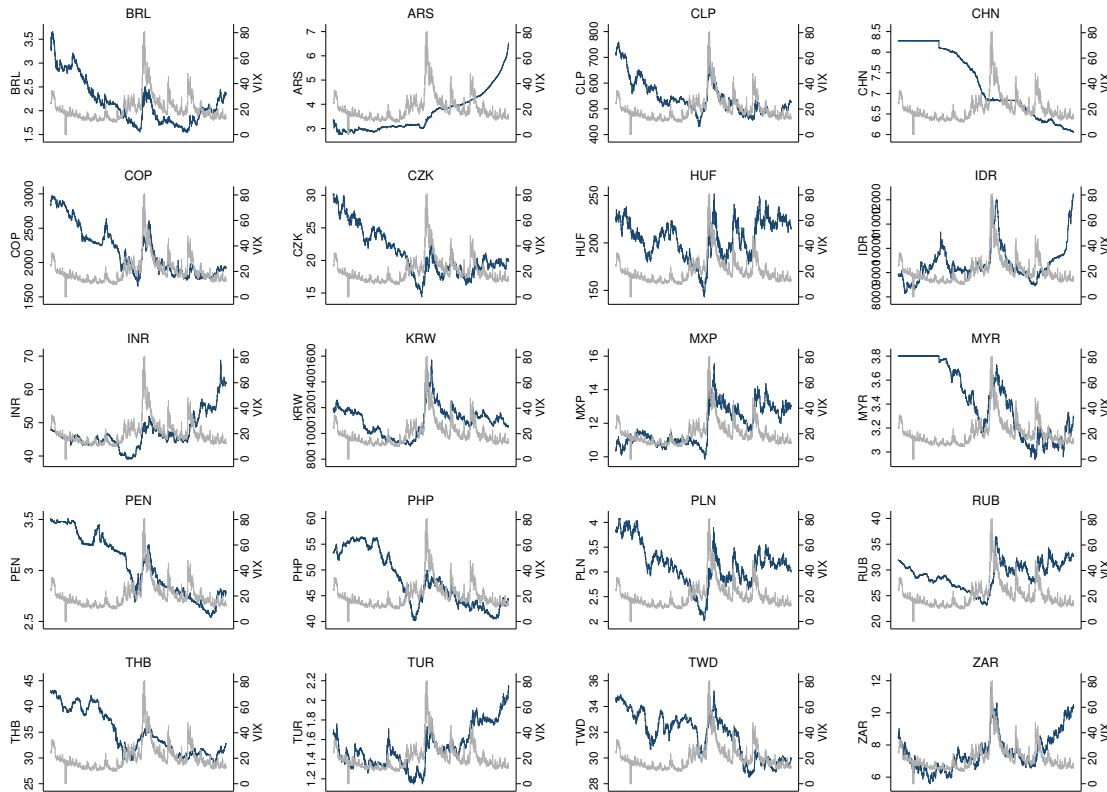 BRL
BRL
1.5 2 2.5 3 3.5
0 20 40 60 80
VIX
ARS
ARS
3 4 5 6 7
0 20 40 60 80
VIX
CLP
CLP
400 500 600 700 800
0 20 40 60 80
VIX
CHN
CHN
6 6.5 7 7.5 8 8.5
0 20 40 60 80
VIX
COP
COP
1500 2000 2500 3000
0 20 40 60 80
VIX
CZK
CZK
15 20 25 30
0 20 40 60 80
VIX
HUF
HUF
150 200 250
0 20 40 60 80
VIX
IDR
IDR
8000 9000 10000 11000 12000
0 20 40 60 80
VIX
INR
INR
40 50 60 70
0 20 40 60 80
VIX
KRW
KRW
800 1000 1200 1400 1600
0 20 40 60 80
VIX
MXP
MXP
10 12 14 16
0 20 40 60 80
VIX
MYR
MYR
3 3.2 3.4 3.6 3.8
0 20 40 60 80
VIX
PEN
PEN
2.5 3 3.5
0 20 40 60 80
VIX
PHP
PHP
40 45 50 55 60
0 20 40 60 80
VIX
PLN
PLN
2 2.5 3 3.5 4
0 20 40 60 80
VIX
RUB
RUB
20 25 30 35 40
0 20 40 60 80
VIX
THB
THB
25 30 35 40 45
0 20 40 60 80
VIX
TUR
TUR
1.2 1.4 1.6 1.8 2 2.2
0 20 40 60 80
VIX
TWD
TWD
28 30 32 34 36
0 20 40 60 80
VIX
ZAR
ZAR
6 8 10 12
0 20 40 60 80
VIX